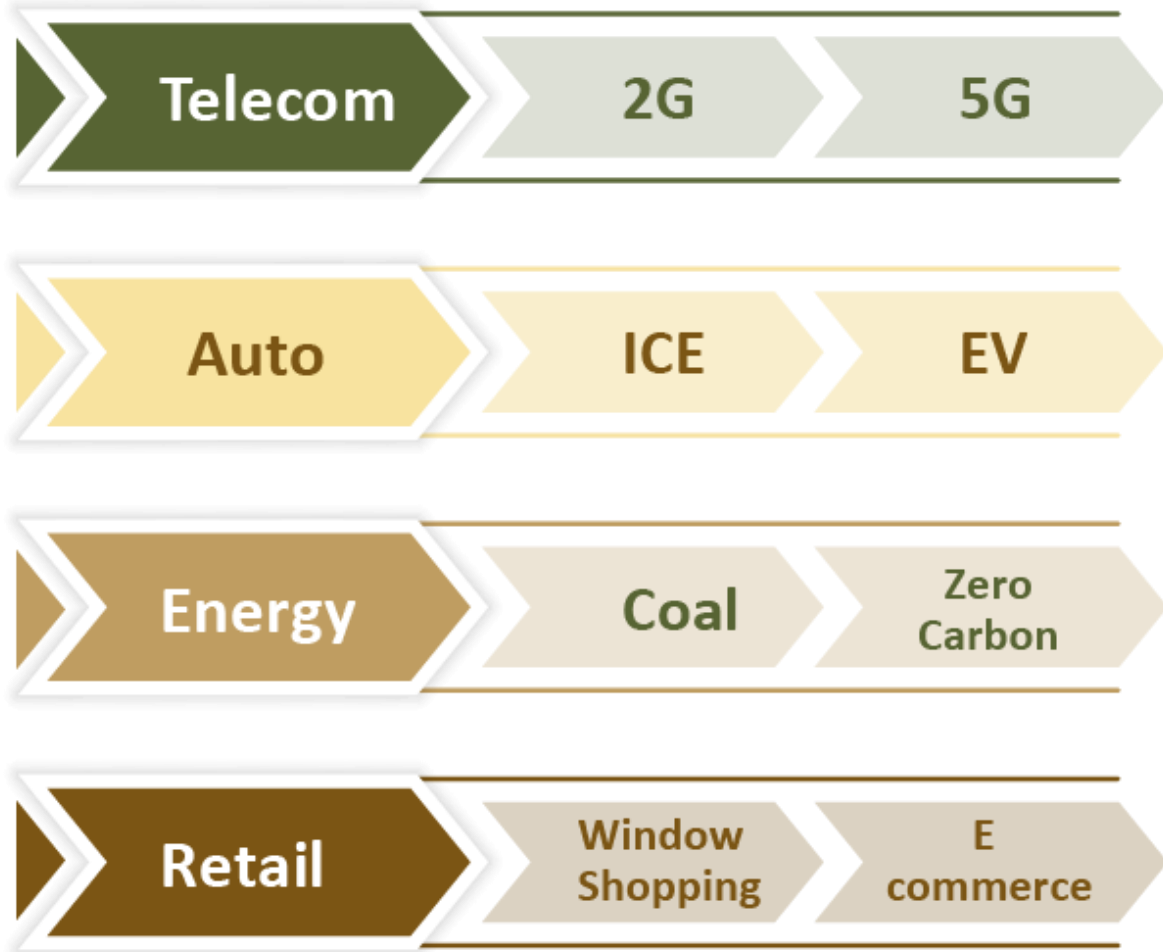 Telecom
2G
5G
Auto
ICE
EV
Energy
Coal
Zero
Carbon
Retail
Window
Shopping
E
commerce